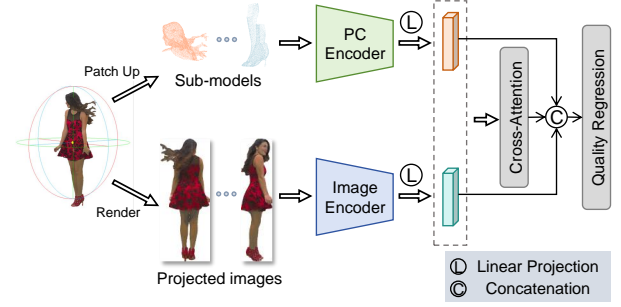 Patch Up
Sub-models
PC
Encoder
L
Cross-Attention
C
Quality Regression
Render
Projected images
Image
Encoder
L
L Linear Projection
C Concatenation